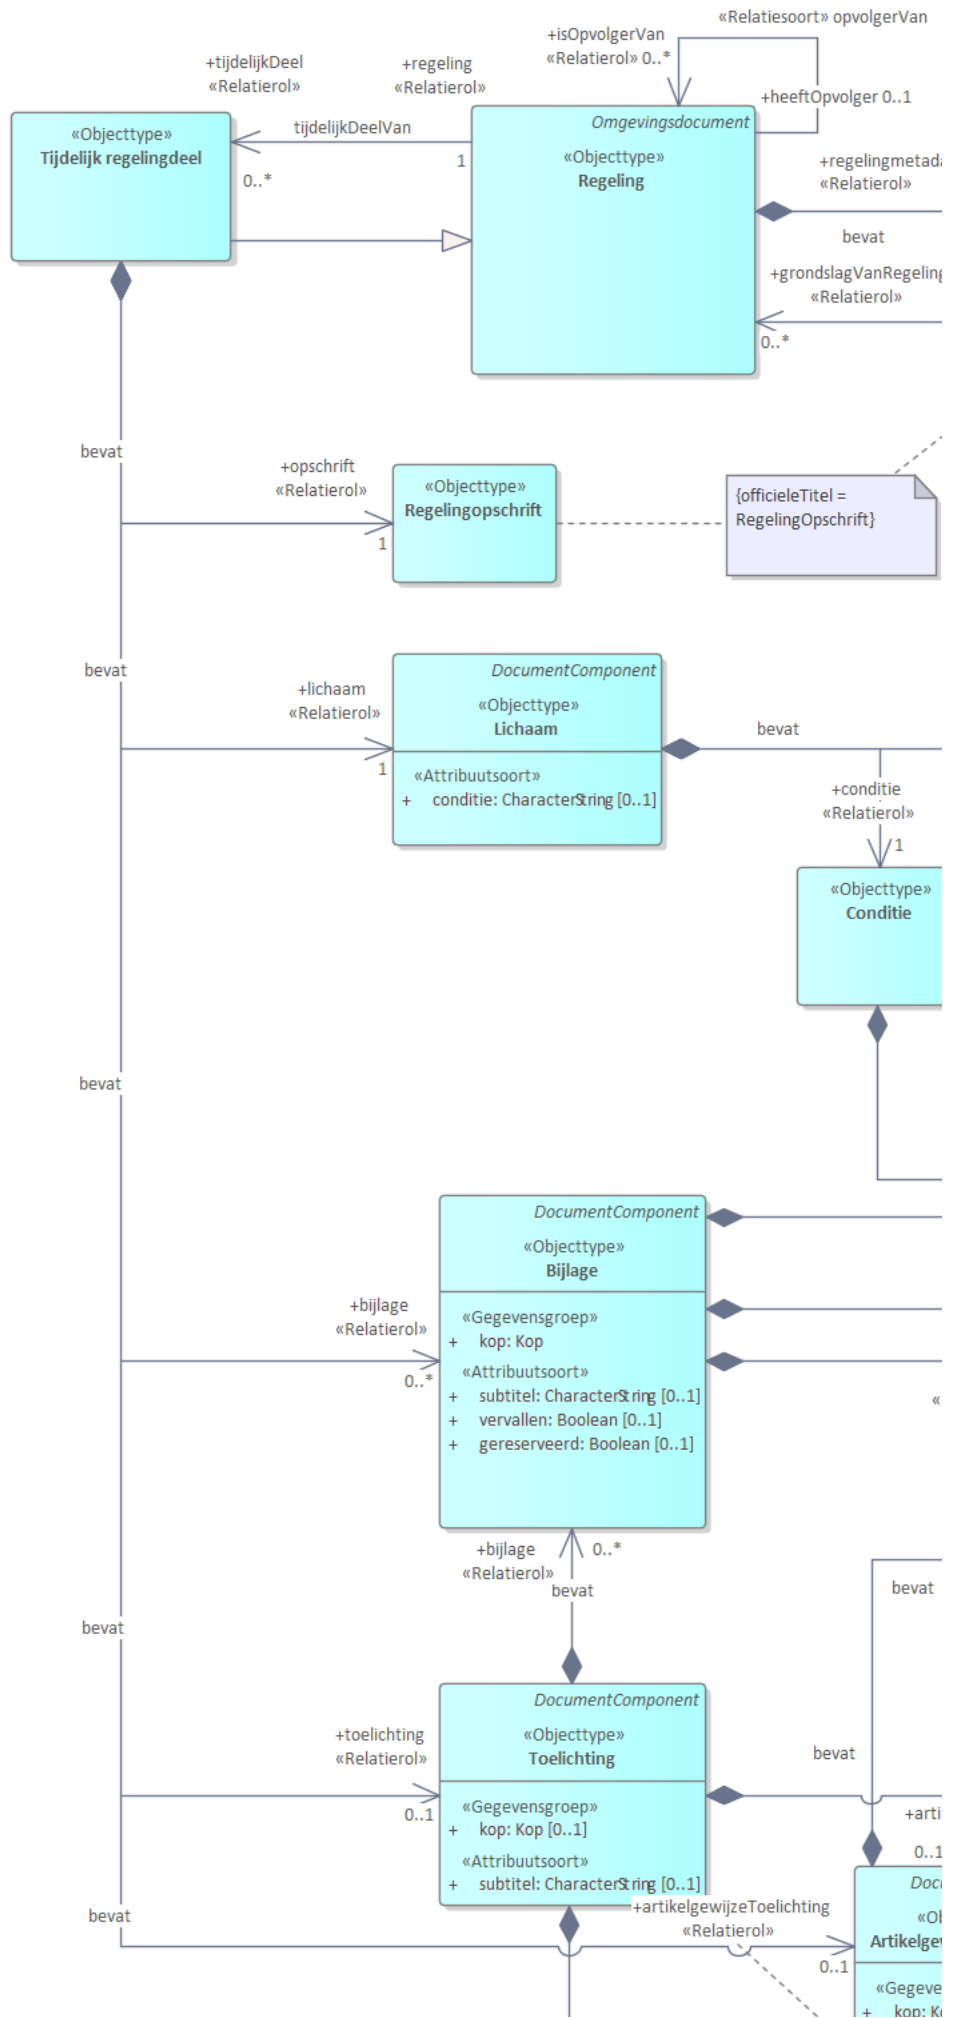 «Relatiesoort» opvolgerVan
+isOpvolgerVan
«Relatierol» 0..*
+heeftOpvolger 0..1
+tijdelijkDeel
«Relatierol»
+regeling
«Relatierol»
tijdelijkDeelVan
1
0..*
«Objecttype»
Tijdelijk regelingdeel
Omgevingsdocument
«Objecttype»
Regeling
«Relatierol»
bevat
+grondslagVanRegeling
«Relatierol»
0..*
bevat
+opschrift
«Relatierol»
1
«Objecttype»
Regelingopschrift
{officieleTitel =
RegelingOpschrift}
bevat
+lichaam
«Relatierol»
1
DocumentComponent
«Objecttype»
Lichaam
«Attribuutsoort»
+ conditie: CharacterString [0..1]
bevat
+conditie
«Relatierol»
1
«Objecttype»
Conditie
bevat
DocumentComponent
«Objecttype»
Bijlage
«Gegevensgroep»
+ kop: Kop
«Attribuutsoort»
+ subtitel: CharacterString [0..1]
+ vervallen: Boolean [0..1]
+ gereserveerd: Boolean [0..1]
+bijlage
«Relatierol»
0..*
«
+bijlage
«Relatierol»
0..*
bevat
bevat
bevat
DocumentComponent
«Objecttype»
Toelichting
«Gegevensgroep»
+ kop: Kop [0..1]
«Attribuutsoort»
+ subtitel: CharacterString [0..1]
+toelichting
«Relatierol»
0..1
bevat
0..1
bevat
+artikelgewijzeToelichting
«Relatierol»
0..1
+ kop: